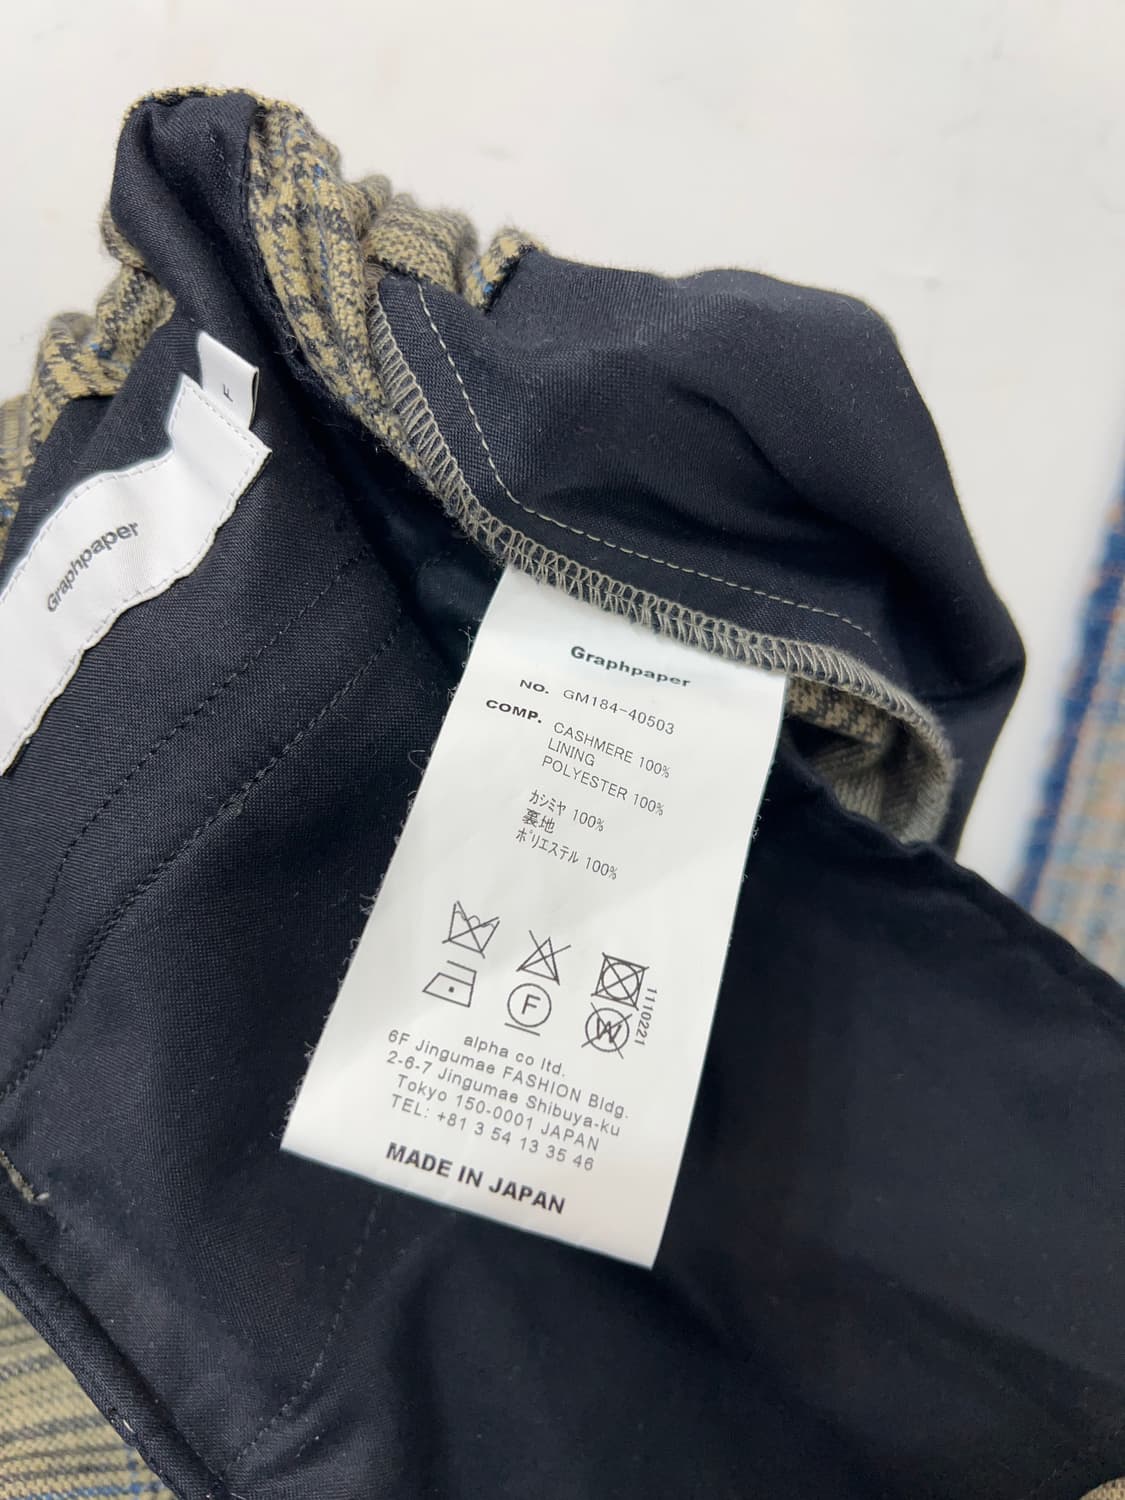 F
Graphpaper
Graphpaper
NO. GM184-40503
COMP. CASHMERE 100%
LINING
POLYESTER 100%
カシミヤ 100%
裏地
ポリエステル 100%
F
W
1110221
alpha co ltd.
6F Jingumae FASHION Bldg.
2-6-7 Jingumae Shibuya-ku
Tokyo 150-0001 JAPAN
TEL: +81 3 54 13 35 46
MADE IN JAPAN